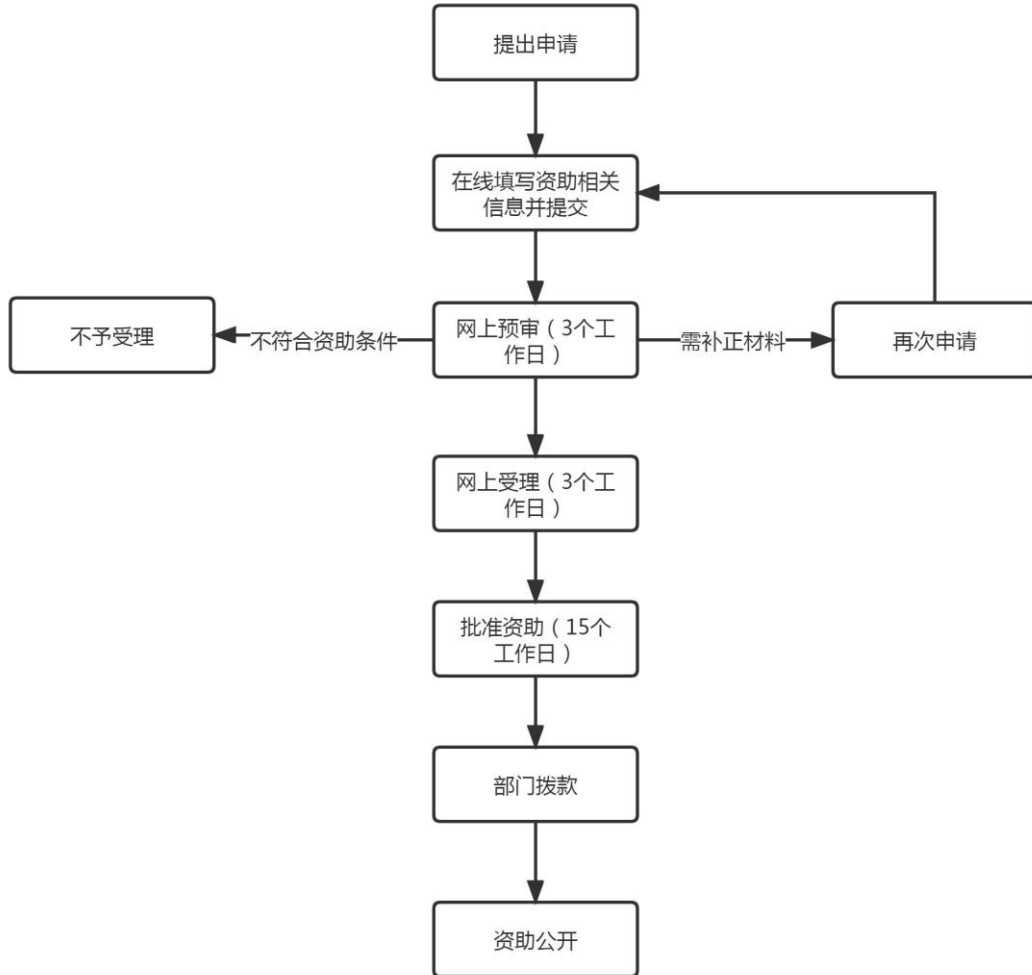 提出申请
在线填写资助相关
信息并提交
不予受理
不符合资助条件
网上预审（3个工
作日）
需补正材料
再次申请
网上受理（3个工
作日）
批准资助（15个
工作日）
部门拨款
资助公开